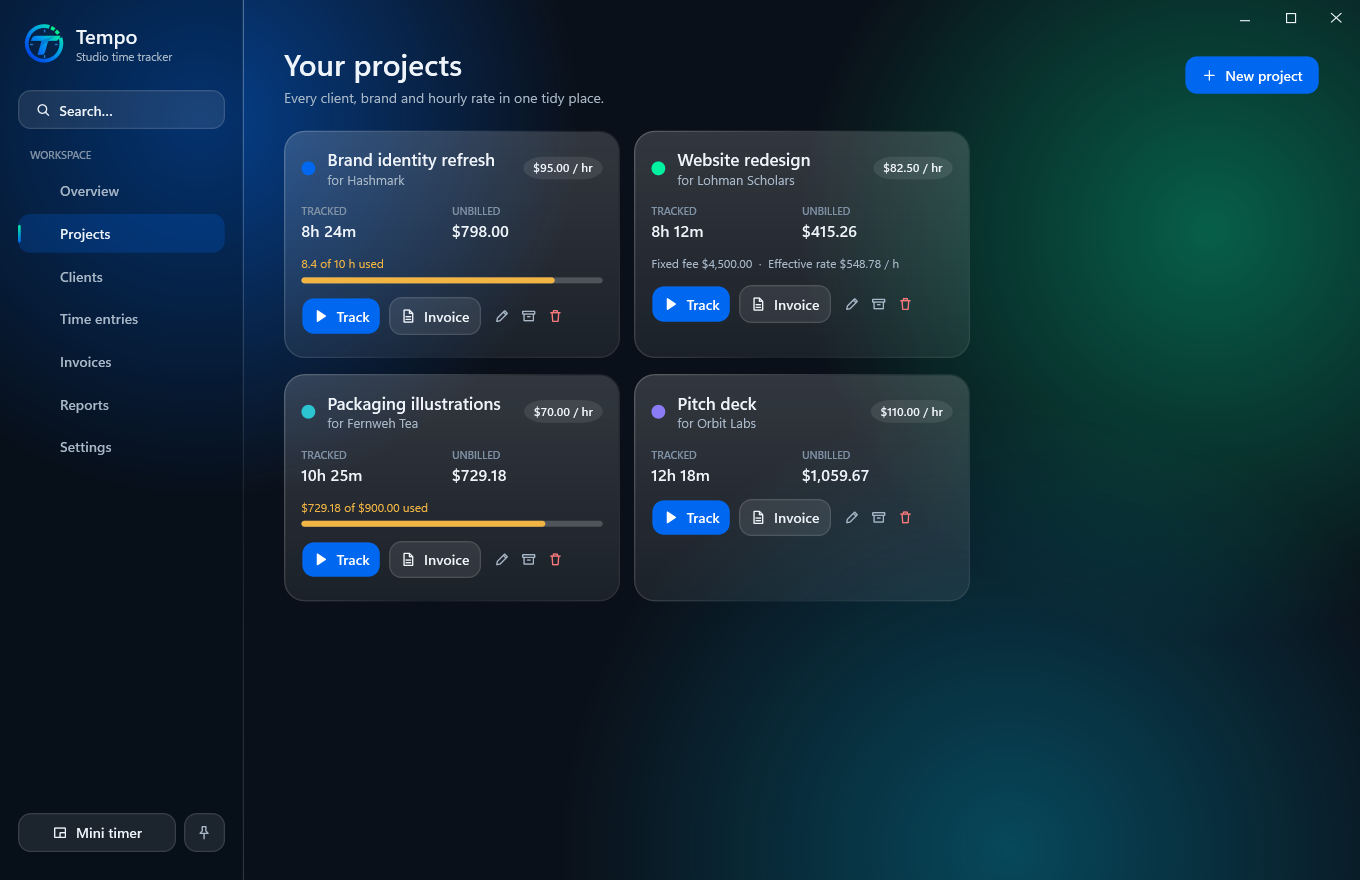 Tempo
Studio time tracker
Search...
WORKSPACE
Overview
Projects
Clients
Time entries
Invoices
Reports
Settings
Mini timer
Your projects
Every client, brand and hourly rate in one tidy place.
New project
Brand identity refresh
for Hashmark
$95.00 / hr
TRACKED
UNBILLED
8h 24m
$798.00
8.4 of 10 h used
Track
Invoice
Website redesign
for Lohman Scholars
$82.50 / hr
TRACKED
UNBILLED
8h 12m
$415.26
Fixed fee $4,500.00 · Effective rate $548.78 / h
Track
Invoice
Packaging illustrations
for Fernweh Tea
$70.00 / hr
TRACKED
UNBILLED
10h 25m
$729.18
$729.18 of $900.00 used
Track
Invoice
Pitch deck
for Orbit Labs
$110.00 / hr
TRACKED
UNBILLED
12h 18m
$1,059.67
Track
Invoice